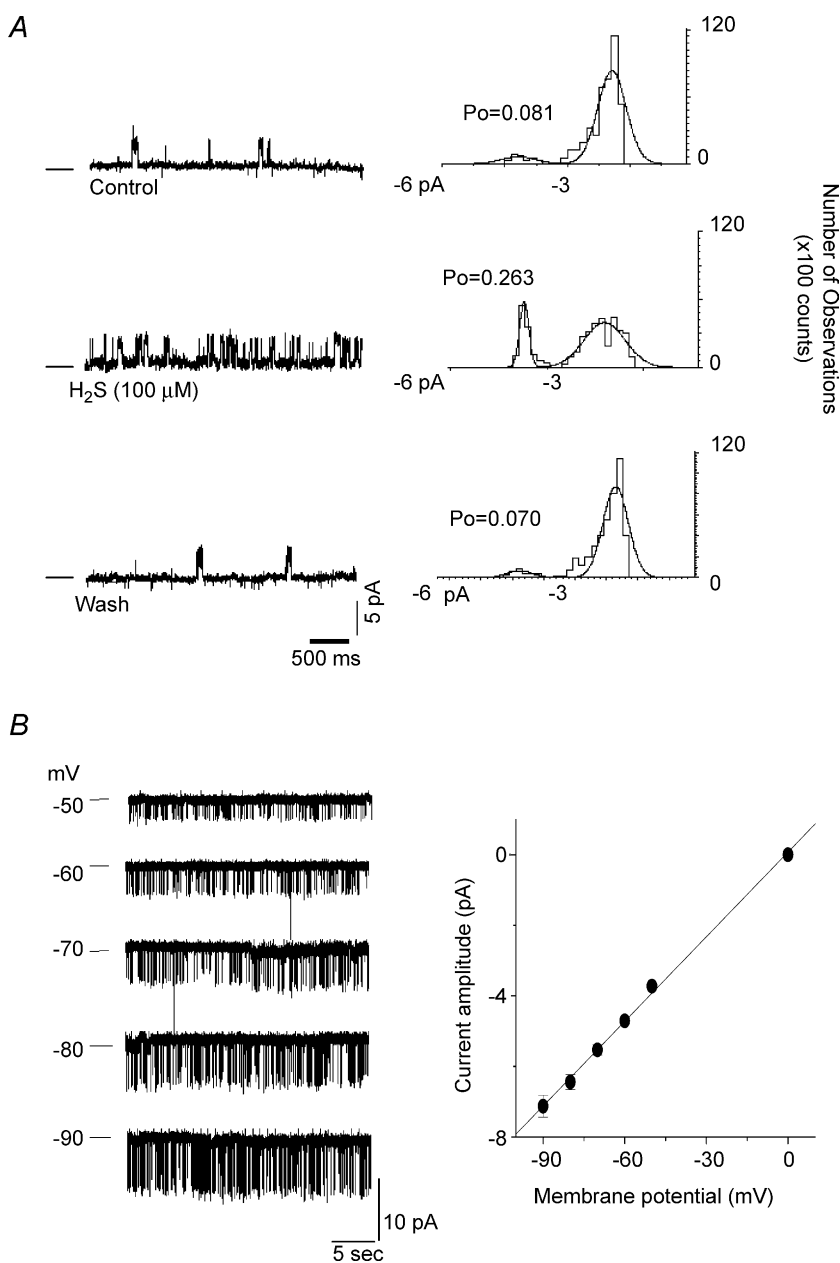 A
120
Po=0.081
0
Control
-6 pA
-3
Number of Observations
(x100 counts)
120
Po=0.263
0
-6 pA
-3
H2S (100 μM)
120
Po=0.070
0
-6 pA
-3
Wash
5 pA
500 ms
B
mV
-50
-60
-70
-80
-90
10 pA
5 sec
Current amplitude (pA)
0
-4
-8
-90
-60
-30
0
Membrane potential (mV)